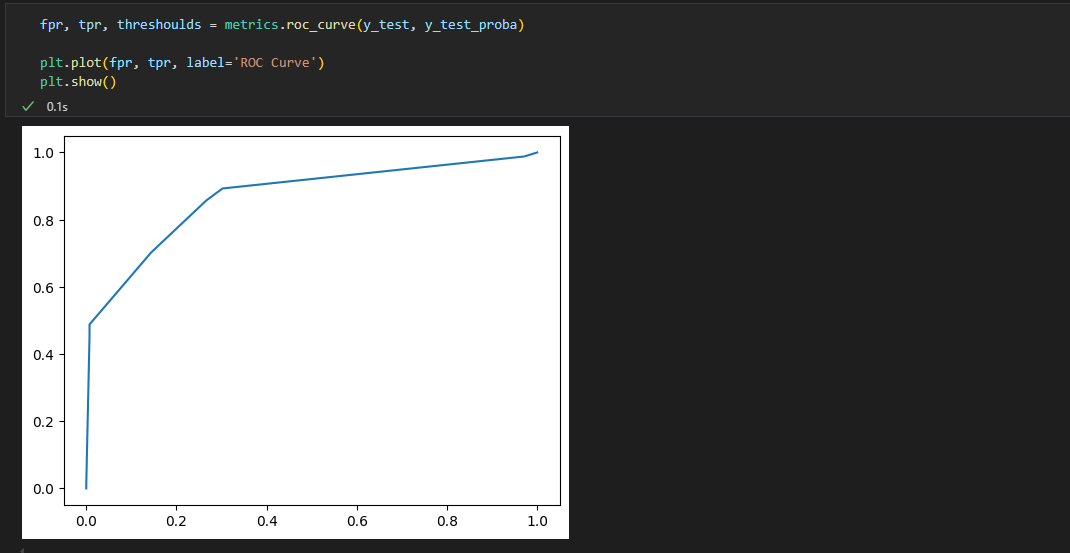 fpr, tpr, threshoulds = metrics.roc_curve(y_test, y_test_proba)
plt.plot(fpr, tpr, label='ROC Curve')
plt.show()
0.1s
1.0
0.8
0.6
0.4
0.2
0.0
0.0 0.2 0.4 0.6 0.8 1.0